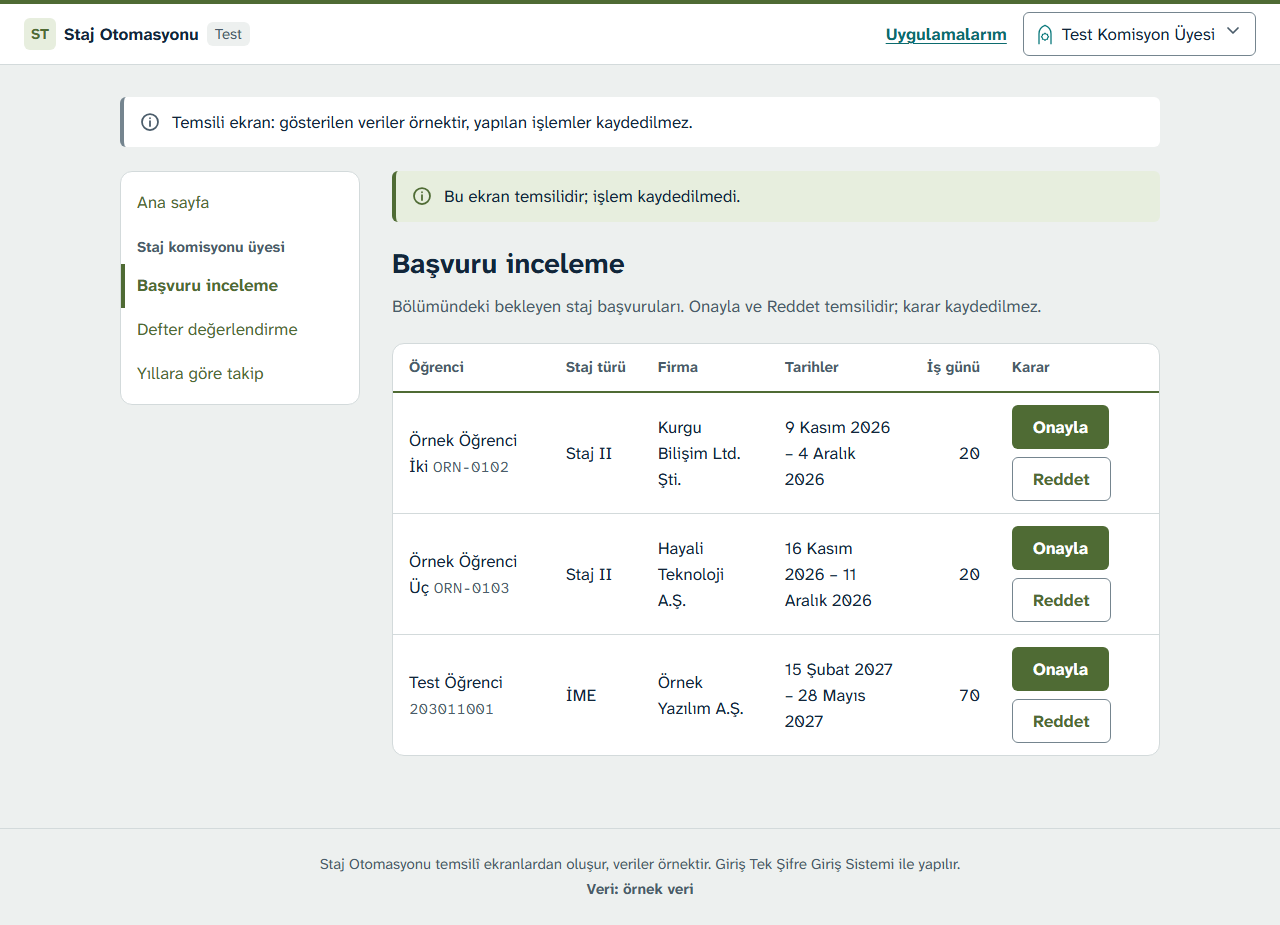 ST Staj Otomasyonu Test
Uygulamalarım
Test Komisyon Üyesi
Temsili ekran: gösterilen veriler örnektir, yapılan işlemler kaydedilmez.
Ana sayfa
Staj komisyonu üyesi
Başvuru inceleme
Defter değerlendirme
Yıllara göre takip
Bu ekran temsilidir; işlem kaydedilmedi.
Başvuru inceleme
Bölümündeki bekleyen staj başvuruları. Onayla ve Reddet temsilidir; karar kaydedilmez.
Öğrenci Staj türü Firma Tarihler İş günü Karar
Örnek Öğrenci
İki ORN-0102
Staj II
Kurgu
Bilişim Ltd.
Şti.
9 Kasım 2026
– 4 Aralık
2026
20
Onayla
Reddet
Örnek Öğrenci
Üç ORN-0103
Staj II
Hayali
Teknoloji
A.Ş.
16 Kasım
2026 – 11
Aralık 2026
20
Onayla
Reddet
Test Öğrenci
203011001
İME
Örnek
Yazılım A.Ş.
15 Şubat 2027
– 28 Mayıs
2027
70
Onayla
Reddet
Staj Otomasyonu temsilî ekranlardan oluşur, veriler örnektir. Giriş Tek Şifre Giriş Sistemi ile yapılır.
Veri: örnek veri